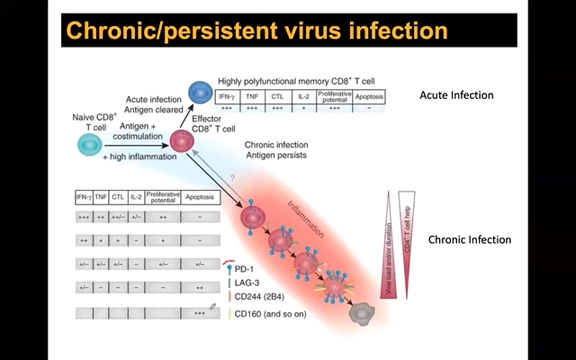 Chronic/persistent virus infection
Highly polyfunctional memory CD8+ T cell
IFN-γ TNF CTL IL-2 Proliferative potential Apoptosis
+++ +++ +++ + +++ –
Acute Infection
Acute infection
Antigen cleared
Naive CD8+
T cell
Antigen +
costimulation
+ high inflammation
Effector
CD8+ T cell
Chronic infection
Antigen persists
?
Inflammation
IFN-γ TNF CTL IL-2 Proliferative potential Apoptosis
+++ ++ ++/– +/– ++ –
++ + + – + –
+/– +/– +/– – +/– +/–
+/– – – – – ++
+++
PD-1
LAG-3
CD244 (2B4)
CD160 (and so on)
Viral load and/or duration
CD4+ T cell help
Chronic Infection